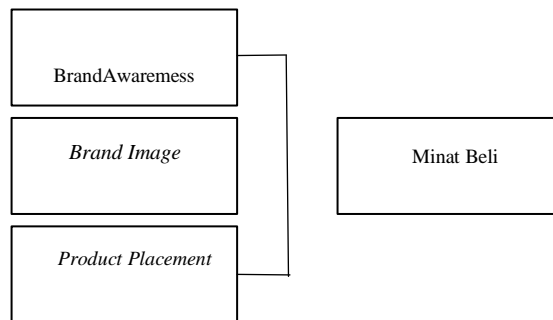 BrandAwaremess
Brand Image
Minat Beli
Product Placement